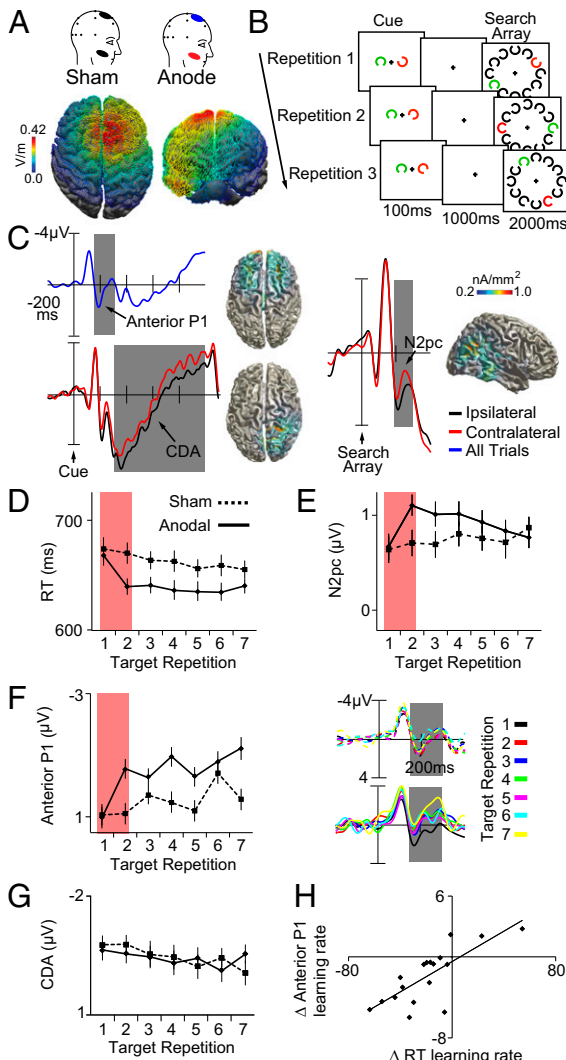 A
Sham
Anode
0.42
V/m
0.0
B
Cue
Search
Array
Repetition 1
Repetition 2
Repetition 3
100ms
1000ms
2000ms
C
-4µV
-200
ms
Anterior P1
CDA
Cue
N2pc
Search
Array
nA/mm²
0.2
1.0
Ipsilateral
Contralateral
All Trials
D
700
RT (ms)
600
Sham
Anodal
1 2 3 4 5 6 7
Target Repetition
E
1
N2pc (µV)
0
1 2 3 4 5 6 7
Target Repetition
F
-3
Anterior P1 (µV)
1
1 2 3 4 5 6 7
Target Repetition
-4µV
200ms
4
Target Repetition
1
2
3
4
5
6
7
G
-2
CDA (µV)
1
1 2 3 4 5 6 7
Target Repetition
H
6
-80
80
-8
Δ Anterior P1
learning rate
Δ RT learning rate